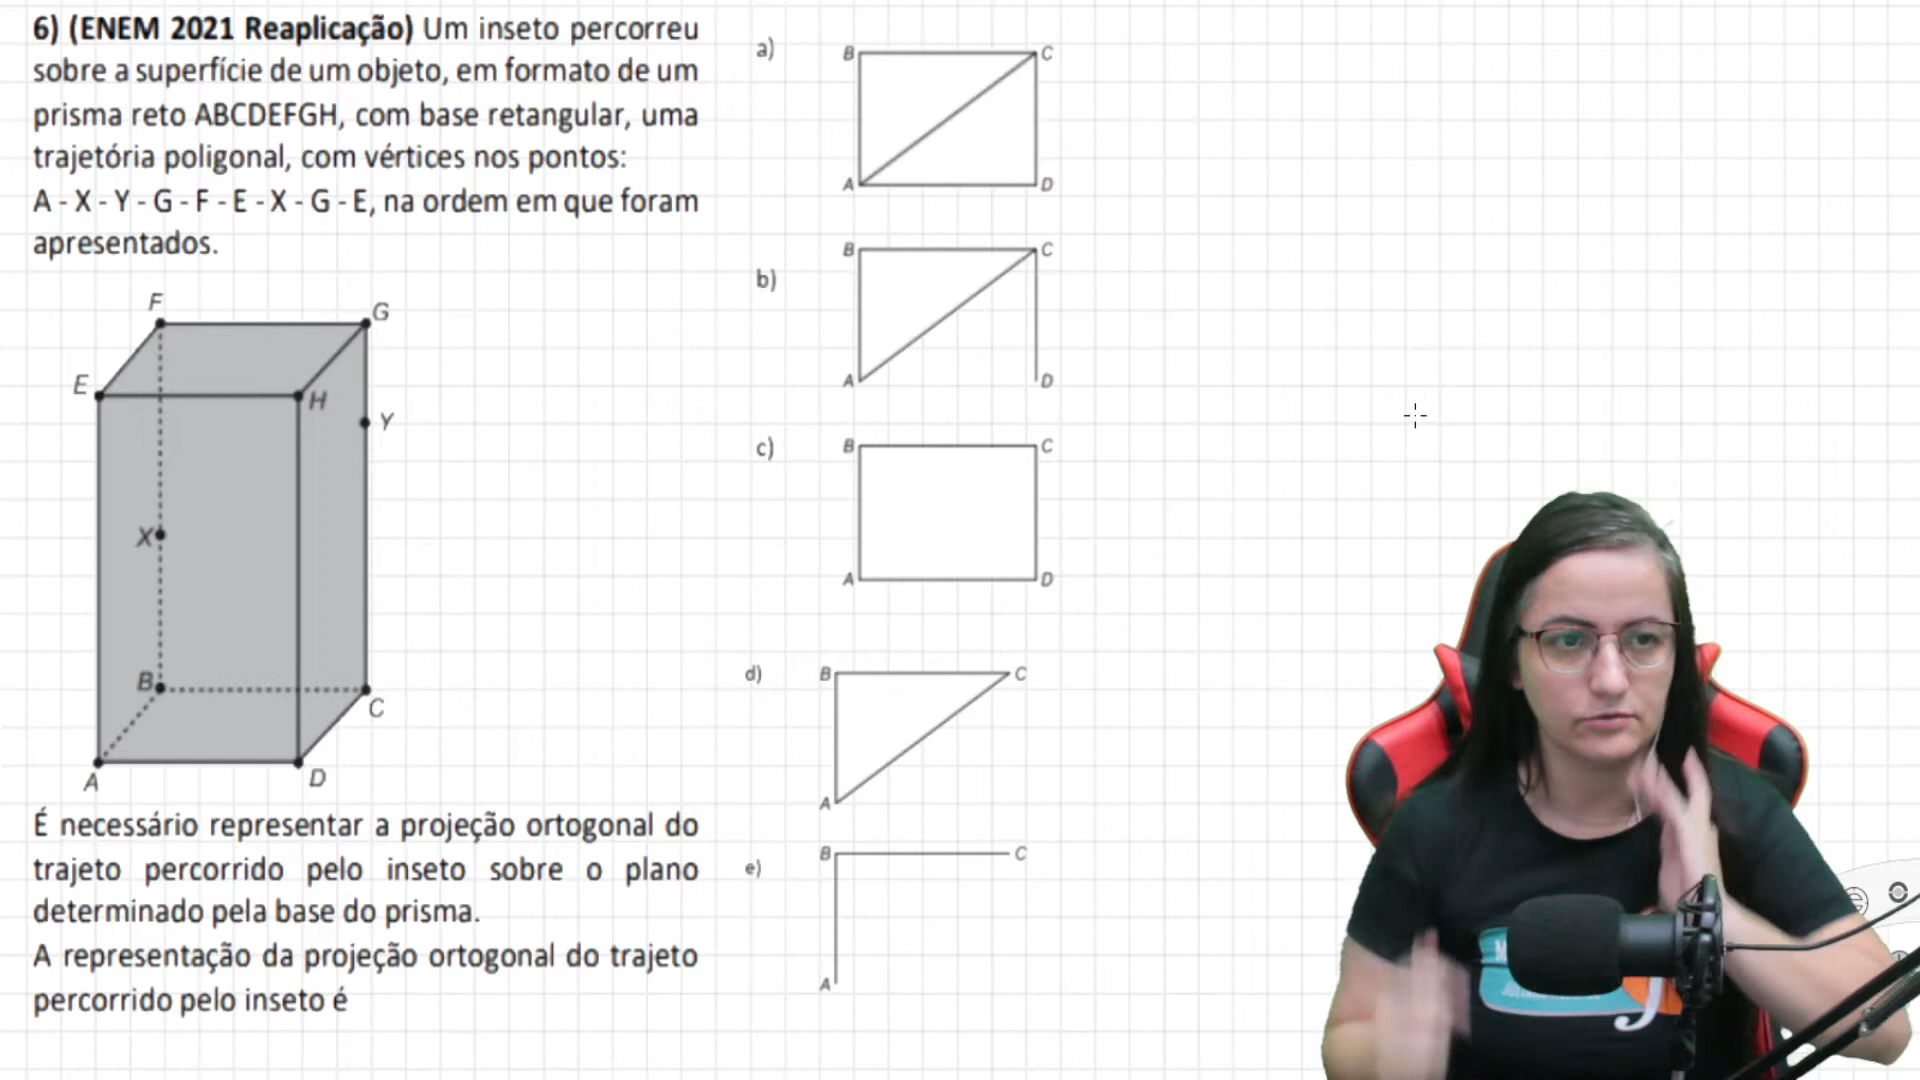 6) (ENEM 2021 Reaplicação) Um inseto percorreu
sobre a superfície de um objeto, em formato de um
prisma reto ABCDEFGH, com base retangular, uma
trajetória poligonal, com vértices nos pontos:
A - X - Y - G - F - E - X - G - E, na ordem em que foram
apresentados.
F
G
E
H
Y
X
B
C
A
D
É necessário representar a projeção ortogonal do
trajeto percorrido pelo inseto sobre o plano
determinado pela base do prisma.
A representação da projeção ortogonal do trajeto
percorrido pelo inseto é
a)
B
C
A
D
b)
B
C
A
D
c)
B
C
A
D
d)
B
C
A
e)
B
C
A